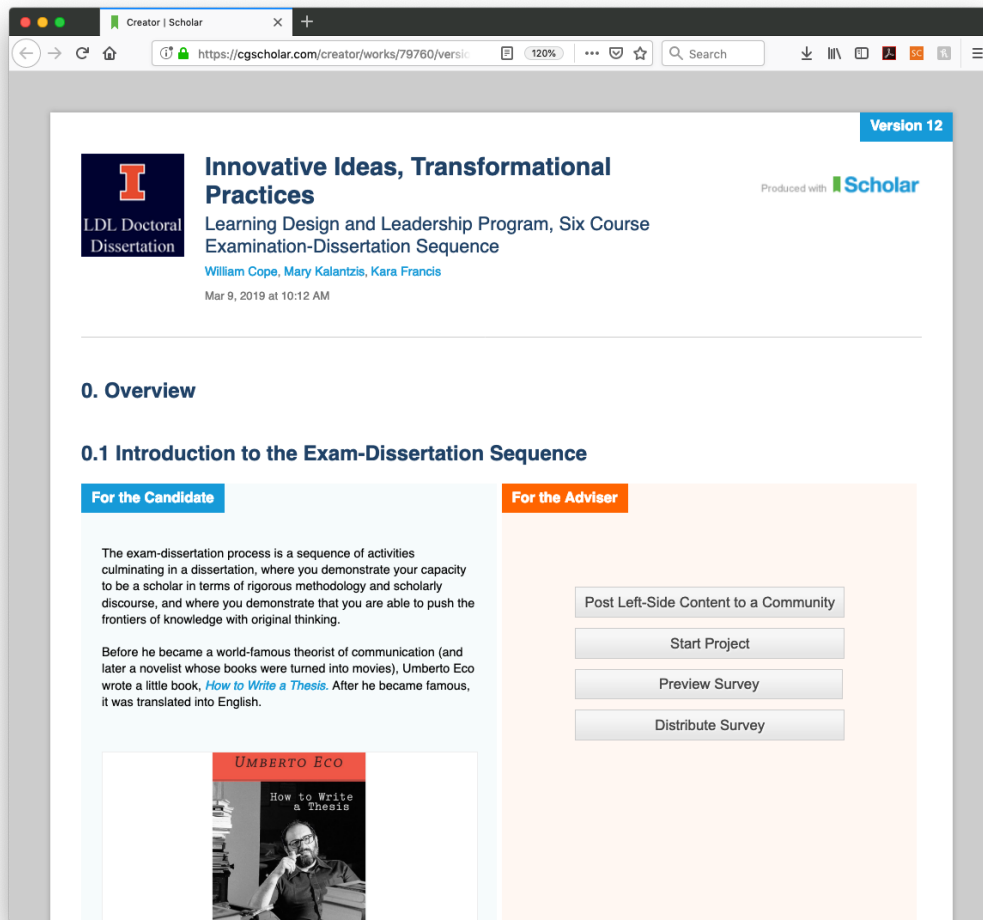 Creator | Scholar
https://cgscholar.com/creator/works/79760/versi
120%
Search
SC
Version 12
I
LDL Doctoral
Dissertation
Innovative Ideas, Transformational
Practices
Learning Design and Leadership Program, Six Course
Examination-Dissertation Sequence
William Cope, Mary Kalantzis, Kara Francis
Mar 9, 2019 at 10:12 AM
Produced with Scholar
0. Overview
0.1 Introduction to the Exam-Dissertation Sequence
For the Candidate
The exam-dissertation process is a sequence of activities
culminating in a dissertation, where you demonstrate your capacity
to be a scholar in terms of rigorous methodology and scholarly
discourse, and where you demonstrate that you are able to push the
frontiers of knowledge with original thinking.
Before he became a world-famous theorist of communication (and
later a novelist whose books were turned into movies), Umberto Eco
wrote a little book, How to Write a Thesis. After he became famous,
it was translated into English.
UMBERTO ECO
How to Write
a Thesis
For the Adviser
Post Left-Side Content to a Community
Start Project
Preview Survey
Distribute Survey